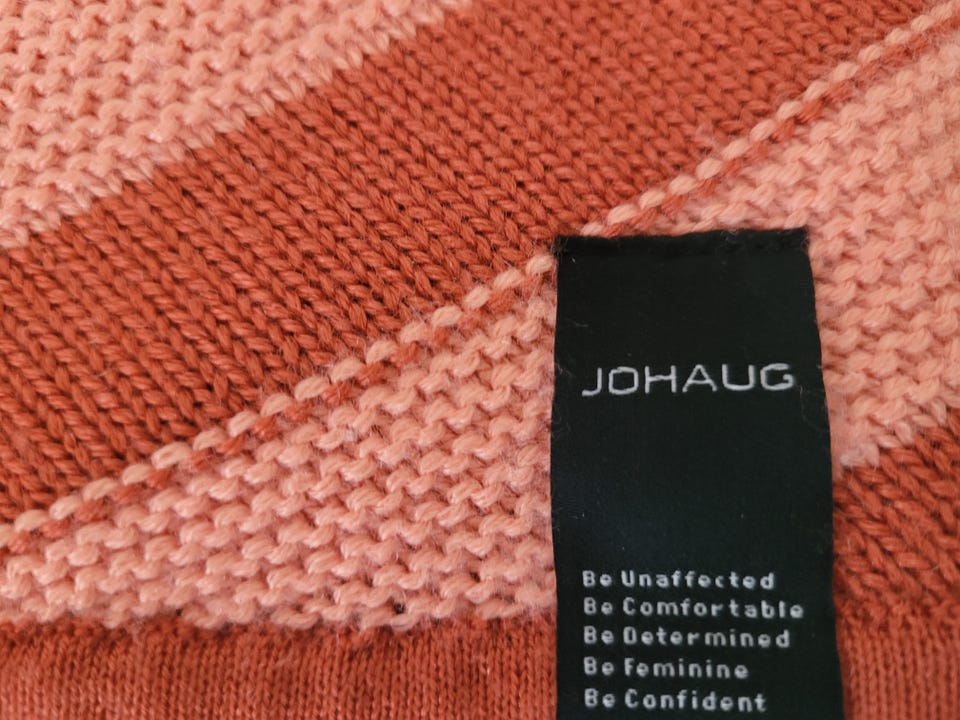 JOHAUG
Be Unaffected
Be Comfortable
Be Determined
Be Feminine
Be Confident